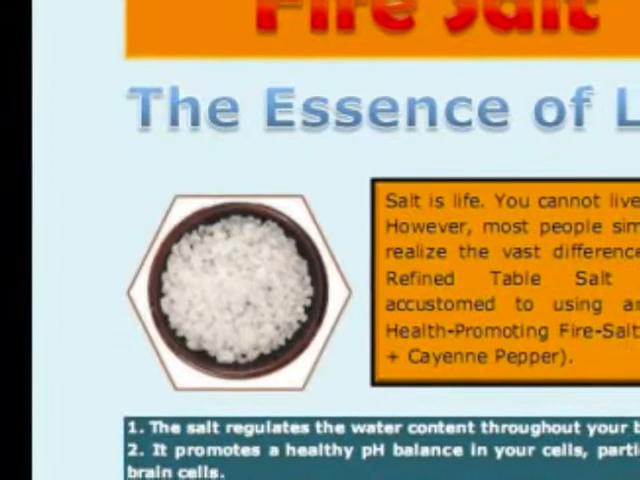 Fire Salt
The Essence of L
Salt is life. You cannot live
However, most people sim
realize the vast difference
Refined Table Salt
accustomed to using a
Health-Promoting Fire-Salt
+ Cayenne Pepper).
1. The salt regulates the water content throughout your b
2. It promotes a healthy pH balance in your cells, parti
brain cells.